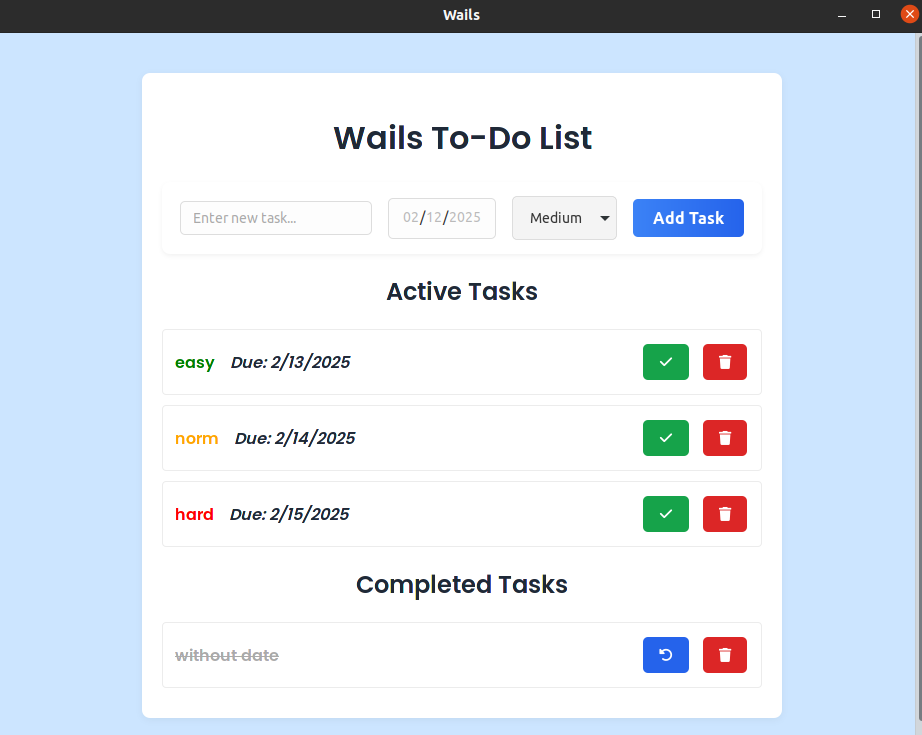 Wails
Wails To-Do List
Enter new task... 02/12/2025 Medium Add Task
Active Tasks
easy Due: 2/13/2025
norm Due: 2/14/2025
hard Due: 2/15/2025
Completed Tasks
without date